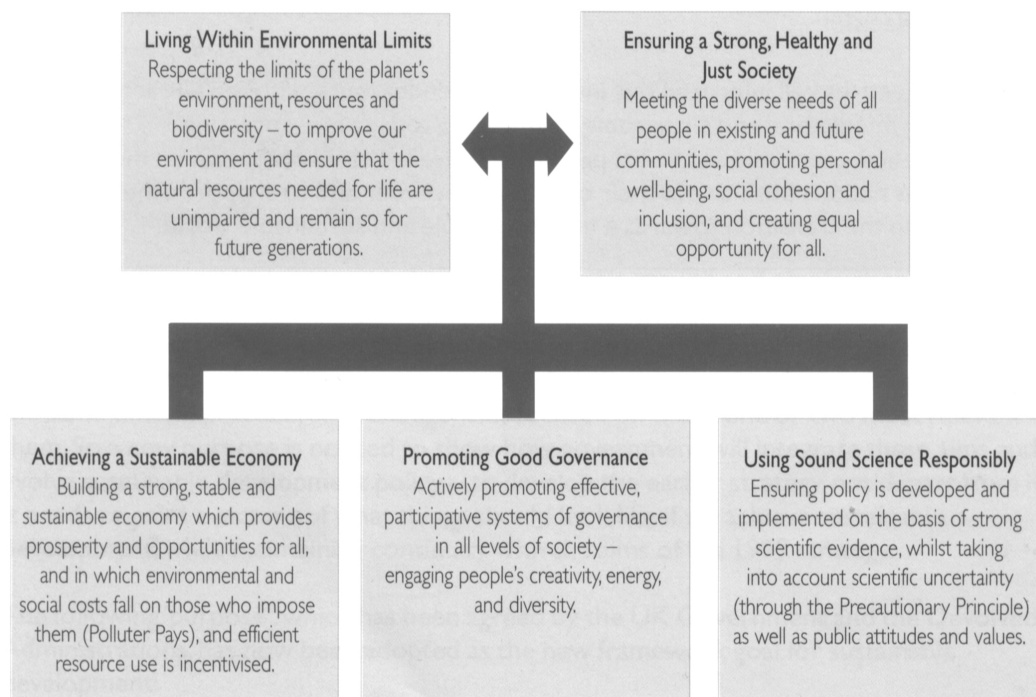 Living Within Environmental Limits
Respecting the limits of the planet's
environment, resources and
biodiversity – to improve our
environment and ensure that the
natural resources needed for life are
unimpaired and remain so for
future generations.
Ensuring a Strong, Healthy and
Just Society
Meeting the diverse needs of all
people in existing and future
communities, promoting personal
well-being, social cohesion and
inclusion, and creating equal
opportunity for all.
Achieving a Sustainable Economy
Building a strong, stable and
sustainable economy which provides
prosperity and opportunities for all,
and in which environmental and
social costs fall on those who impose
them (Polluter Pays), and efficient
resource use is incentivised.
Promoting Good Governance
Actively promoting effective,
participative systems of governance
in all levels of society –
engaging people's creativity, energy,
and diversity.
Using Sound Science Responsibly
Ensuring policy is developed and
implemented on the basis of strong
scientific evidence, whilst taking
into account scientific uncertainty
(through the Precautionary Principle)
as well as public attitudes and values.